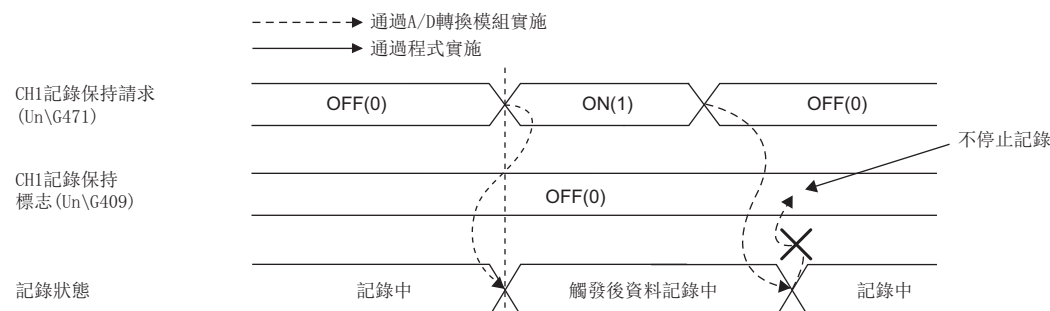 通過A/D轉換模組實施
通過程式實施
CH1記錄保持請求
(Un\G471)
OFF(0)
ON(1)
OFF(0)
不停止記錄
CH1記錄保持
標志(Un\G409)
OFF(0)
記錄狀態
記錄中
觸發後資料記錄中
記錄中